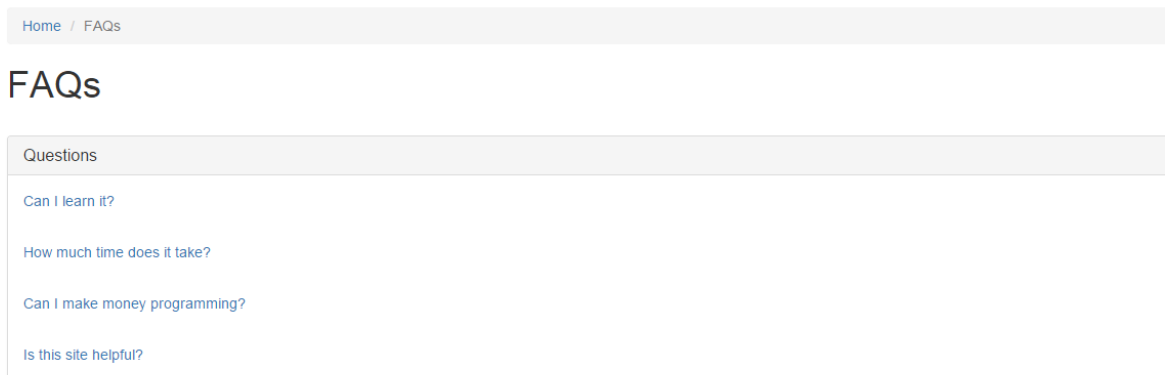 Home / FAQs
FAQs
Questions
Can I learn it?
How much time does it take?
Can I make money programming?
Is this site helpful?